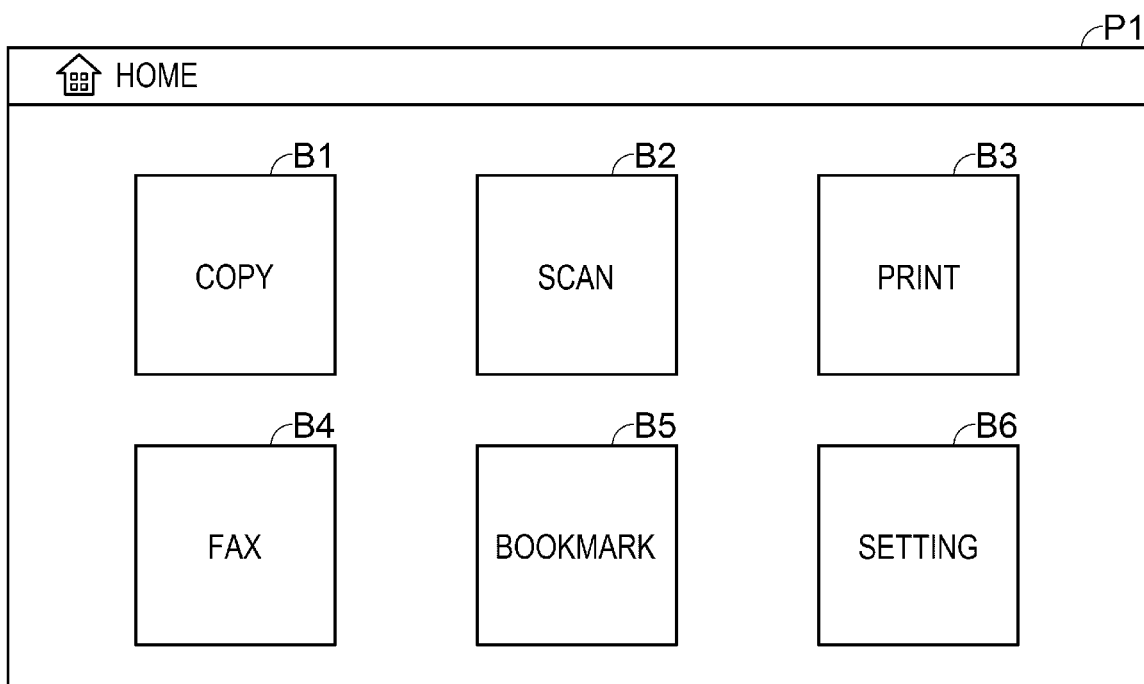 P1
HOME
B1 B2 B3
COPY SCAN PRINT
B4 B5 B6
FAX BOOKMARK SETTING